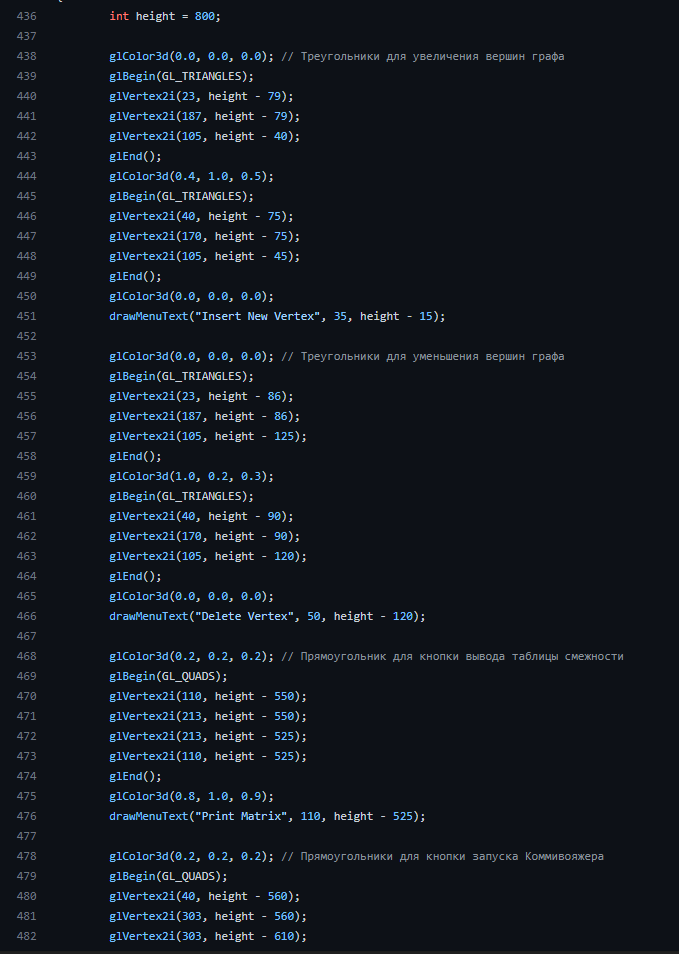 436 int height = 800;
437
438 glColor3d(0.0, 0.0, 0.0); // Треугольники для увеличения вершин графа
439 glBegin(GL_TRIANGLES);
440 glVertex2i(23, height - 79);
441 glVertex2i(187, height - 79);
442 glVertex2i(105, height - 40);
443 glEnd();
444 glColor3d(0.4, 1.0, 0.5);
445 glBegin(GL_TRIANGLES);
446 glVertex2i(40, height - 75);
447 glVertex2i(170, height - 75);
448 glVertex2i(105, height - 45);
449 glEnd();
450 glColor3d(0.0, 0.0, 0.0);
451 drawMenuText("Insert New Vertex", 35, height - 15);
452
453 glColor3d(0.0, 0.0, 0.0); // Треугольники для уменьшения вершин графа
454 glBegin(GL_TRIANGLES);
455 glVertex2i(23, height - 86);
456 glVertex2i(187, height - 86);
457 glVertex2i(105, height - 125);
458 glEnd();
459 glColor3d(1.0, 0.2, 0.3);
460 glBegin(GL_TRIANGLES);
461 glVertex2i(40, height - 90);
462 glVertex2i(170, height - 90);
463 glVertex2i(105, height - 120);
464 glEnd();
465 glColor3d(0.0, 0.0, 0.0);
466 drawMenuText("Delete Vertex", 50, height - 120);
467
468 glColor3d(0.2, 0.2, 0.2); // Прямоугольник для кнопки вывода таблицы смежности
469 glBegin(GL_QUADS);
470 glVertex2i(110, height - 550);
471 glVertex2i(213, height - 550);
472 glVertex2i(213, height - 525);
473 glVertex2i(110, height - 525);
474 glEnd();
475 glColor3d(0.8, 1.0, 0.9);
476 drawMenuText("Print Matrix", 110, height - 525);
477
478 glColor3d(0.2, 0.2, 0.2); // Прямоугольники для кнопки запуска Коммивояжера
479 glBegin(GL_QUADS);
480 glVertex2i(40, height - 560);
481 glVertex2i(303, height - 560);
482 glVertex2i(303, height - 610);